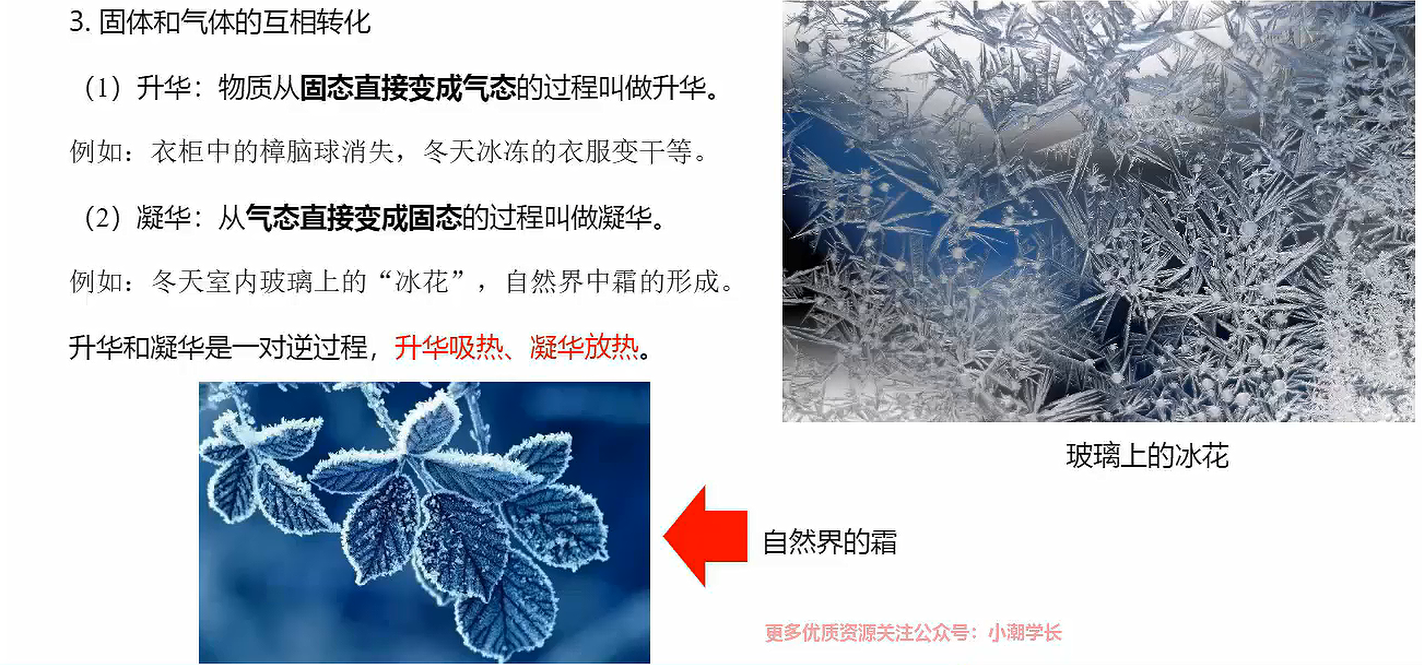 3. 固体和气体的互相转化
（1）升华：物质从固态直接变成气态的过程叫做升华。
例如：衣柜中的樟脑球消失，冬天冰冻的衣服变干等。
（2）凝华：从气态直接变成固态的过程叫做凝华。
例如：冬天室内玻璃上的“冰花”，自然界中霜的形成。
升华和凝华是一对逆过程，升华吸热、凝华放热。
玻璃上的冰花
自然界的霜
更多优质资源关注公众号：小潮学长